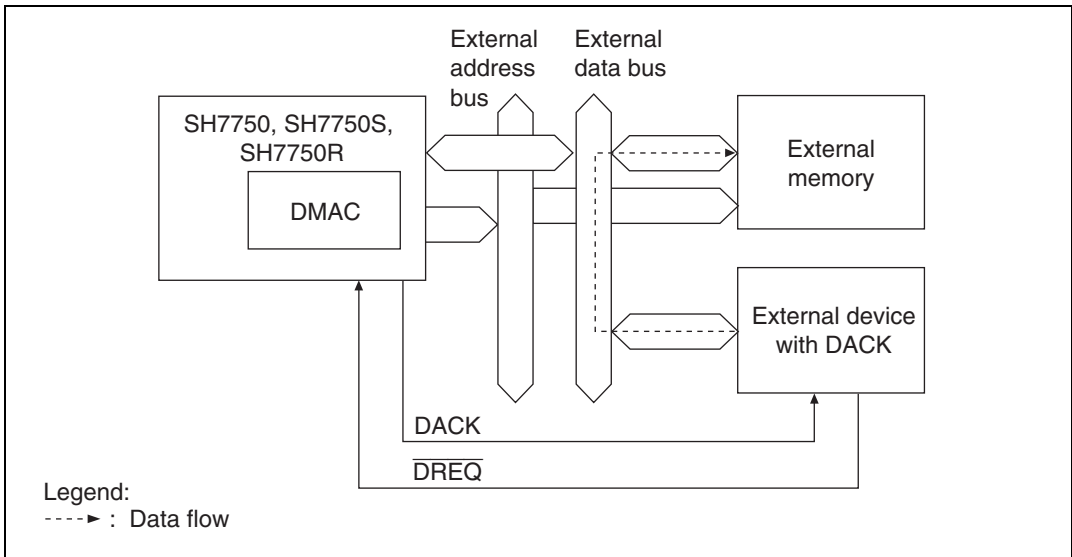 External
address
bus
External
data bus
SH7750, SH7750S,
SH7750R
DMAC
External
memory
External device
with DACK
DACK
DREQ
Legend:
: Data flow